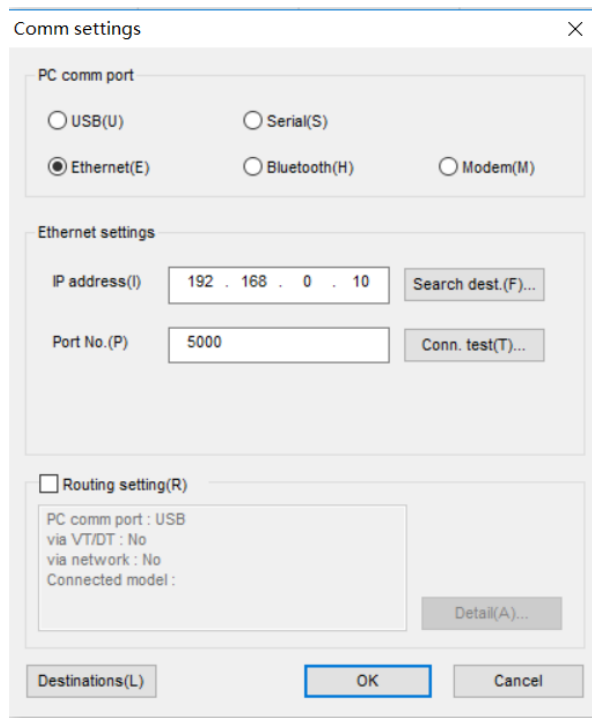 Comm settings
PC comm port
USB(U)
Serial(S)
Ethernet(E)
Bluetooth(H)
Modem(M)
Ethernet settings
IP address(I)
192 . 168 . 0 . 10
Search dest.(F)...
Port No.(P)
5000
Conn. test(T)...
Routing setting(R)
PC comm port : USB
via VT/DT : No
via network : No
Connected model :
Detail(A)...
Destinations(L)
OK
Cancel